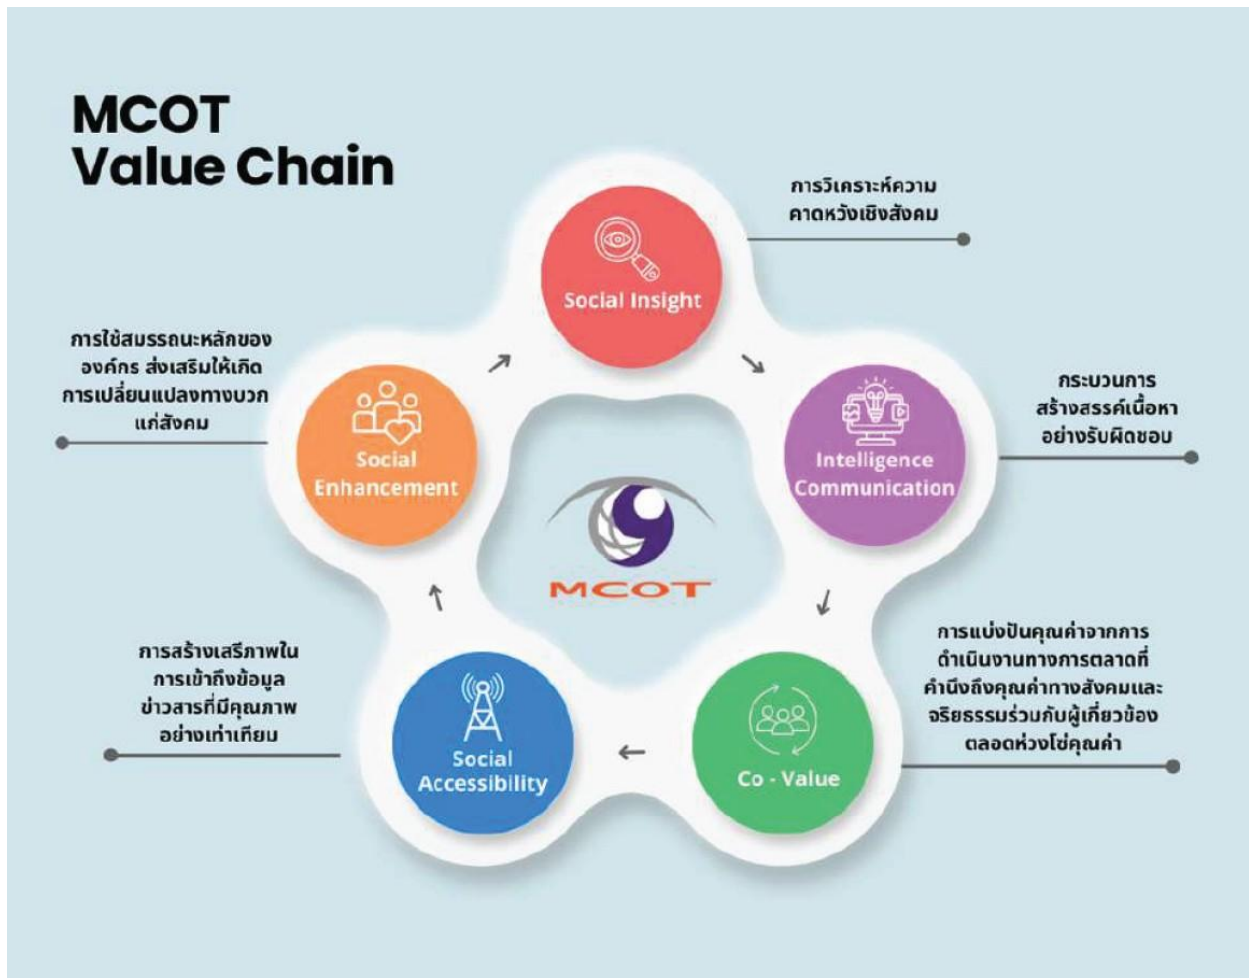 MCOT
Value Chain
การวิเคราะห์ความ
คาดหวังเชิงสังคม
Social Insight
การใช้สมรรถนะหลักของ
องค์กร ส่งเสริมให้เกิด
การเปลี่ยนแปลงทางบวก
แก่สังคม
Social
Enhancement
กระบวนการ
สร้างสรรค์เนื้อหา
อย่างรับผิดชอบ
Intelligence
Communication
MCOT
การสร้างเสรีภาพใน
การเข้าถึงข้อมูล
ข่าวสารที่มีคุณภาพ
อย่างเท่าเทียม
Social
Accessibility
การแบ่งปันคุณค่าจากการ
ดำเนินงานทางการตลาดที่
คำนึงถึงคุณค่าทางสังคมและ
จริยธรรมร่วมกับผู้เกี่ยวข้อง
ตลอดห่วงโซ่คุณค่า
Co - Value